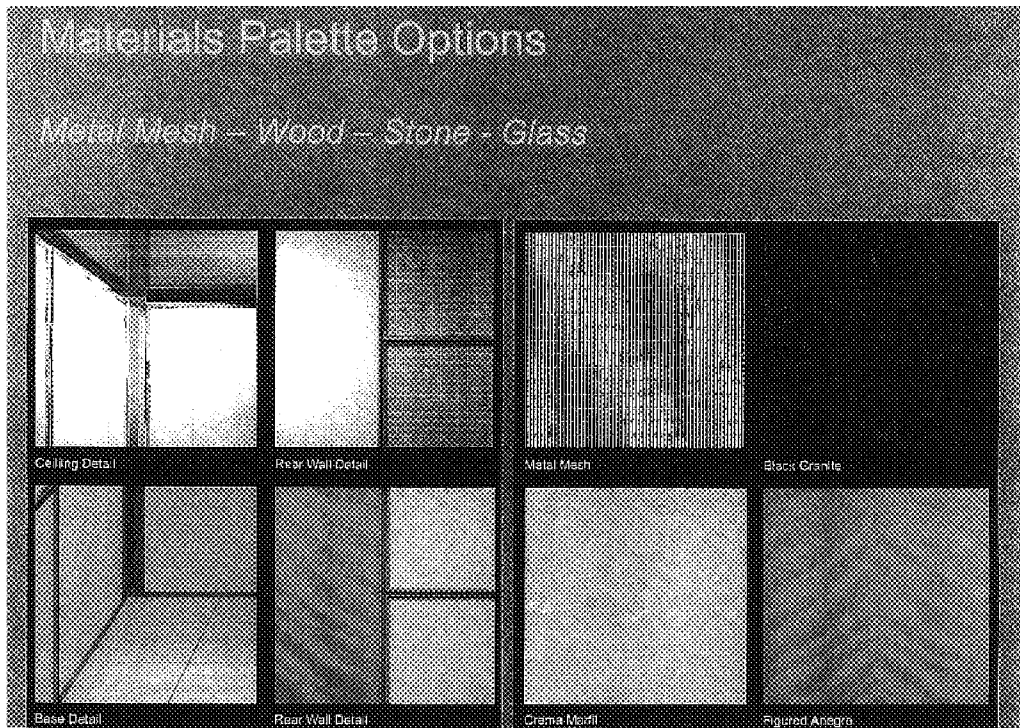 Materials Palette Options
Metal Mesh – Wood – Stone - Glass
Ceiling Detail
Rear Wall Detail
Metal Mesh
Black Granite
Base Detail
Rear Wall Detail
Crema Marfil
Figured Anegre